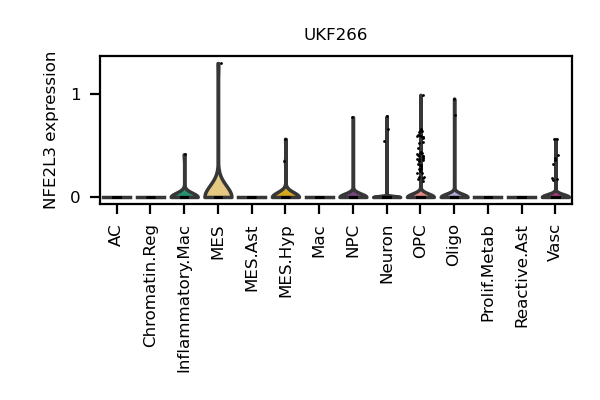 UKF266
NFE2L3 expression
1
0
AC
Chromatin.Reg
Inflammatory.Mac
MES
MES.Ast
MES.Hyp
Mac
NPC
Neuron
OPC
Oligo
Prolif.Metab
Reactive.Ast
Vasc